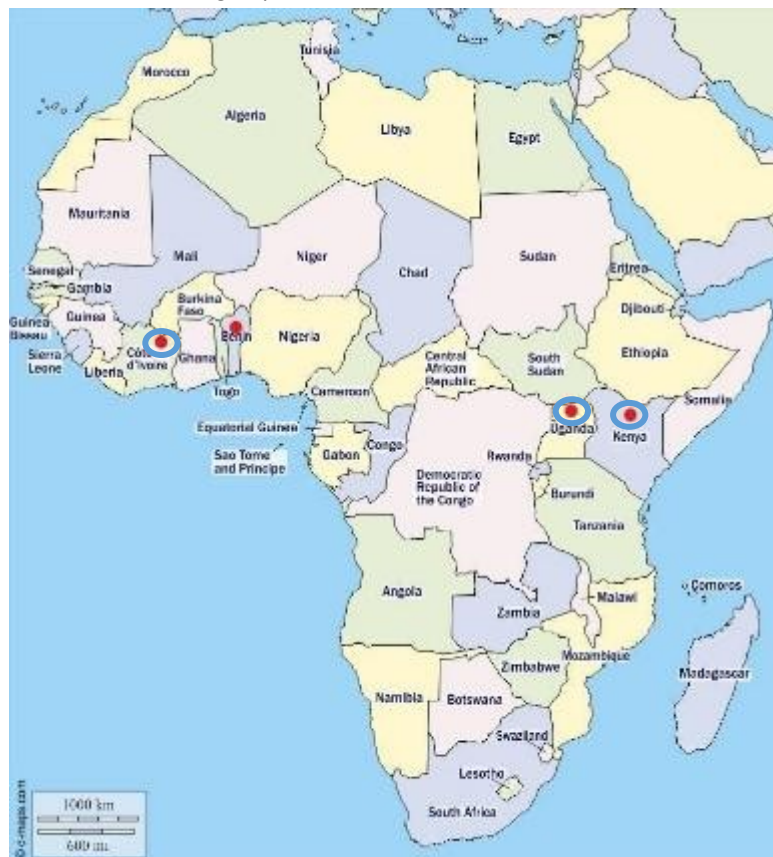 Tunisia
Morocco
Algeria
Libya
Egypt
Mauritania
Mali
Niger
Chad
Sudan
Eritrea
Senegal
Gambia
Burkina
Faso
Djibouti
Guinea
Guinea
Bissau
Benin
Nigeria
Ethiopia
Sierra
Leone
Côte
d'Ivoire
Ghana
Central
African
Republic
South
Sudan
Liberia
Togo
Cameroon
Somalia
Equatorial Guinea
Uganda
Kenya
Sao Tome
and Principe
Gabon
Congo
Rwanda
Democratic
Republic of
the Congo
Burundi
Tanzania
Angola
Comoros
Malawi
Zambia
Mozambique
Zimbabwe
Madagascar
Namibia
Botswana
Swaziland
Lesotho
South Africa
1000 km
600 mi